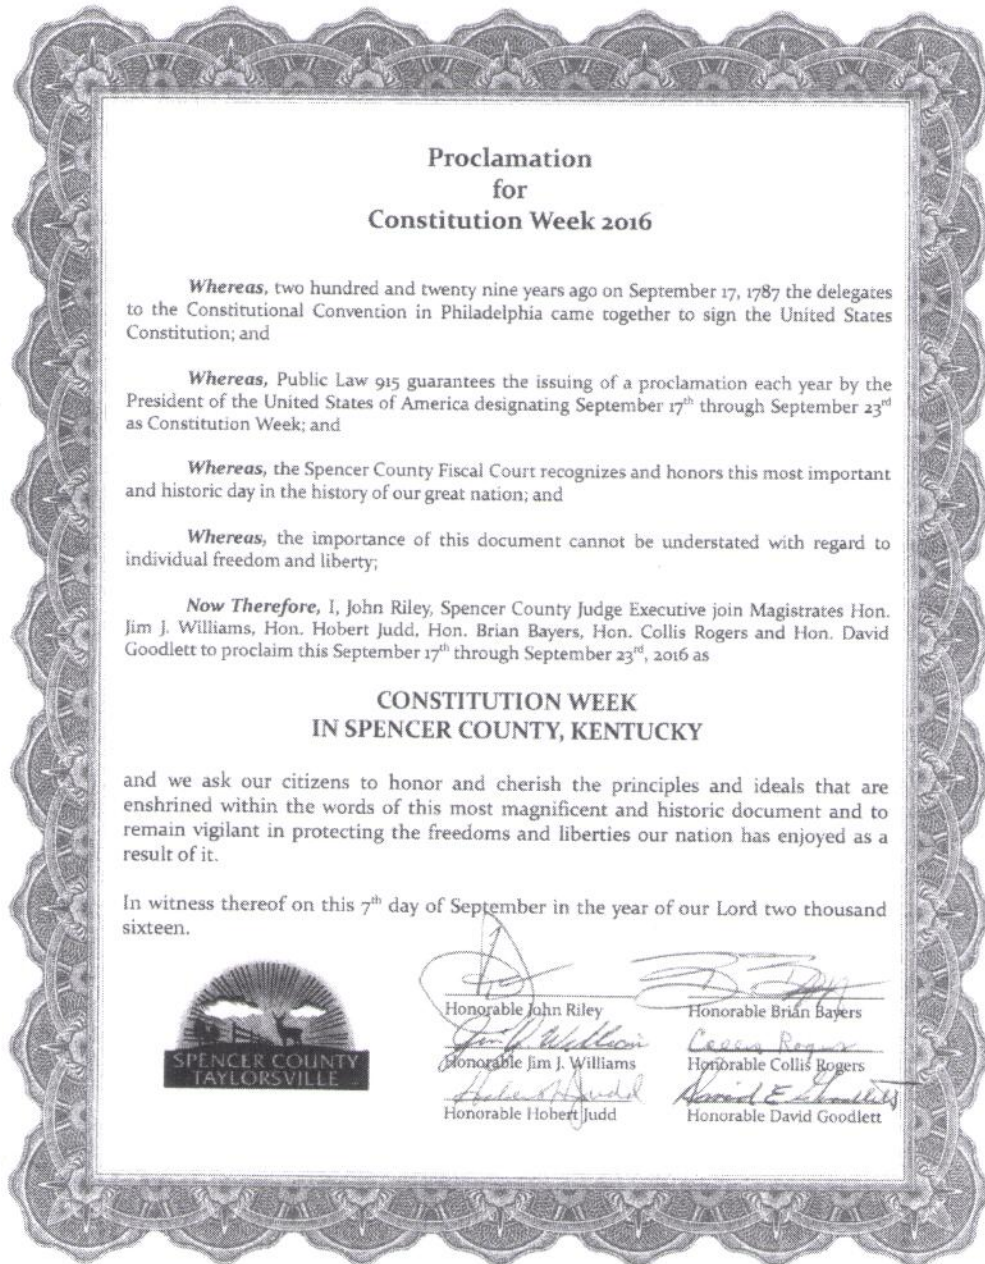 Proclamation
for
Constitution Week 2016
Whereas, two hundred and twenty nine years ago on September 17, 1787 the delegates
to the Constitutional Convention in Philadelphia came together to sign the United States
Constitution; and
Whereas, Public Law 915 guarantees the issuing of a proclamation each year by the
President of the United States of America designating September 17th through September 23rd
as Constitution Week; and
Whereas, the Spencer County Fiscal Court recognizes and honors this most important
and historic day in the history of our great nation; and
Whereas, the importance of this document cannot be understated with regard to
individual freedom and liberty;
Now Therefore, I, John Riley, Spencer County Judge Executive join Magistrates Hon.
Jim J. Williams, Hon. Hobert Judd, Hon. Brian Bayers, Hon. Collis Rogers and Hon. David
Goodlett to proclaim this September 17th through September 23rd, 2016 as
CONSTITUTION WEEK
IN SPENCER COUNTY, KENTUCKY
and we ask our citizens to honor and cherish the principles and ideals that are
enshrined within the words of this most magnificent and historic document and to
remain vigilant in protecting the freedoms and liberties our nation has enjoyed as a
result of it.
In witness thereof on this 7th day of September in the year of our Lord two thousand
sixteen.
Honorable John Riley
Honorable Brian Bayers
Jim J Williams
Collis Rogers
Honorable Jim J. Williams
Honorable Collis Rogers
Hobert Judd
David E. Goodlett
Honorable Hobert Judd
Honorable David Goodlett
SPENCER COUNTY
TAYLORSVILLE